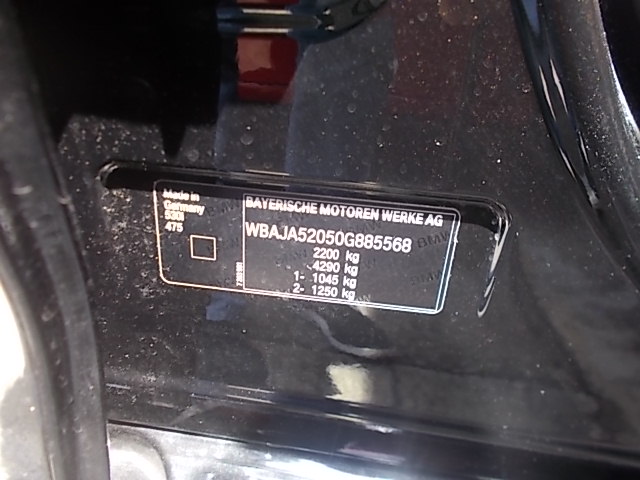 Made in
Germany
530i
475
BAYERISCHE MOTOREN WERKE AG
WBAJA52050G885568
2200 kg
4290 kg
1- 1045 kg
2- 1250 kg